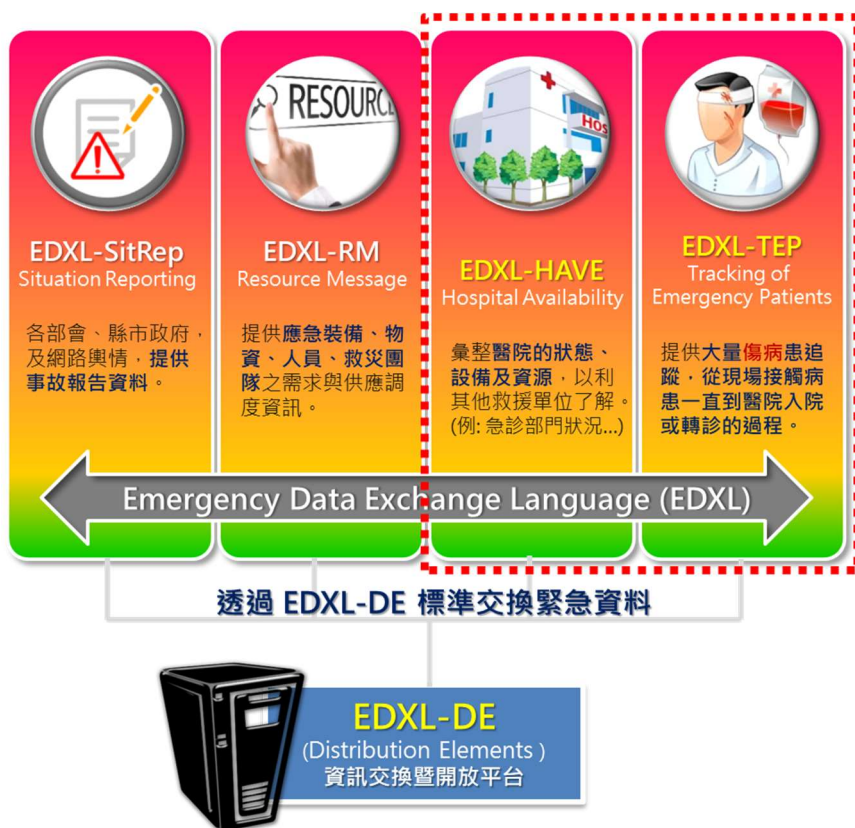 RESOURC
HOS
EDXL-SitRep
Situation Reporting
各部會、縣市政府，
及網路輿情，提供
事故報告資料。
EDXL-RM
Resource Message
提供應急裝備、物
資、人員、救災團
隊之需求與供應調
度資訊。
EDXL-HAVE
Hospital Availability
彙整醫院的狀態、
設備及資源，以利
其他救援單位了解。
(例: 急診部門狀況...)
EDXL-TEP
Tracking of
Emergency Patients
提供大量傷病患追
蹤，從現場接觸病
患一直到醫院入院
或轉診的過程。
Emergency Data Exchange Language (EDXL)
透過 EDXL-DE 標準交換緊急資料
EDXL-DE
(Distribution Elements )
資訊交換暨開放平台